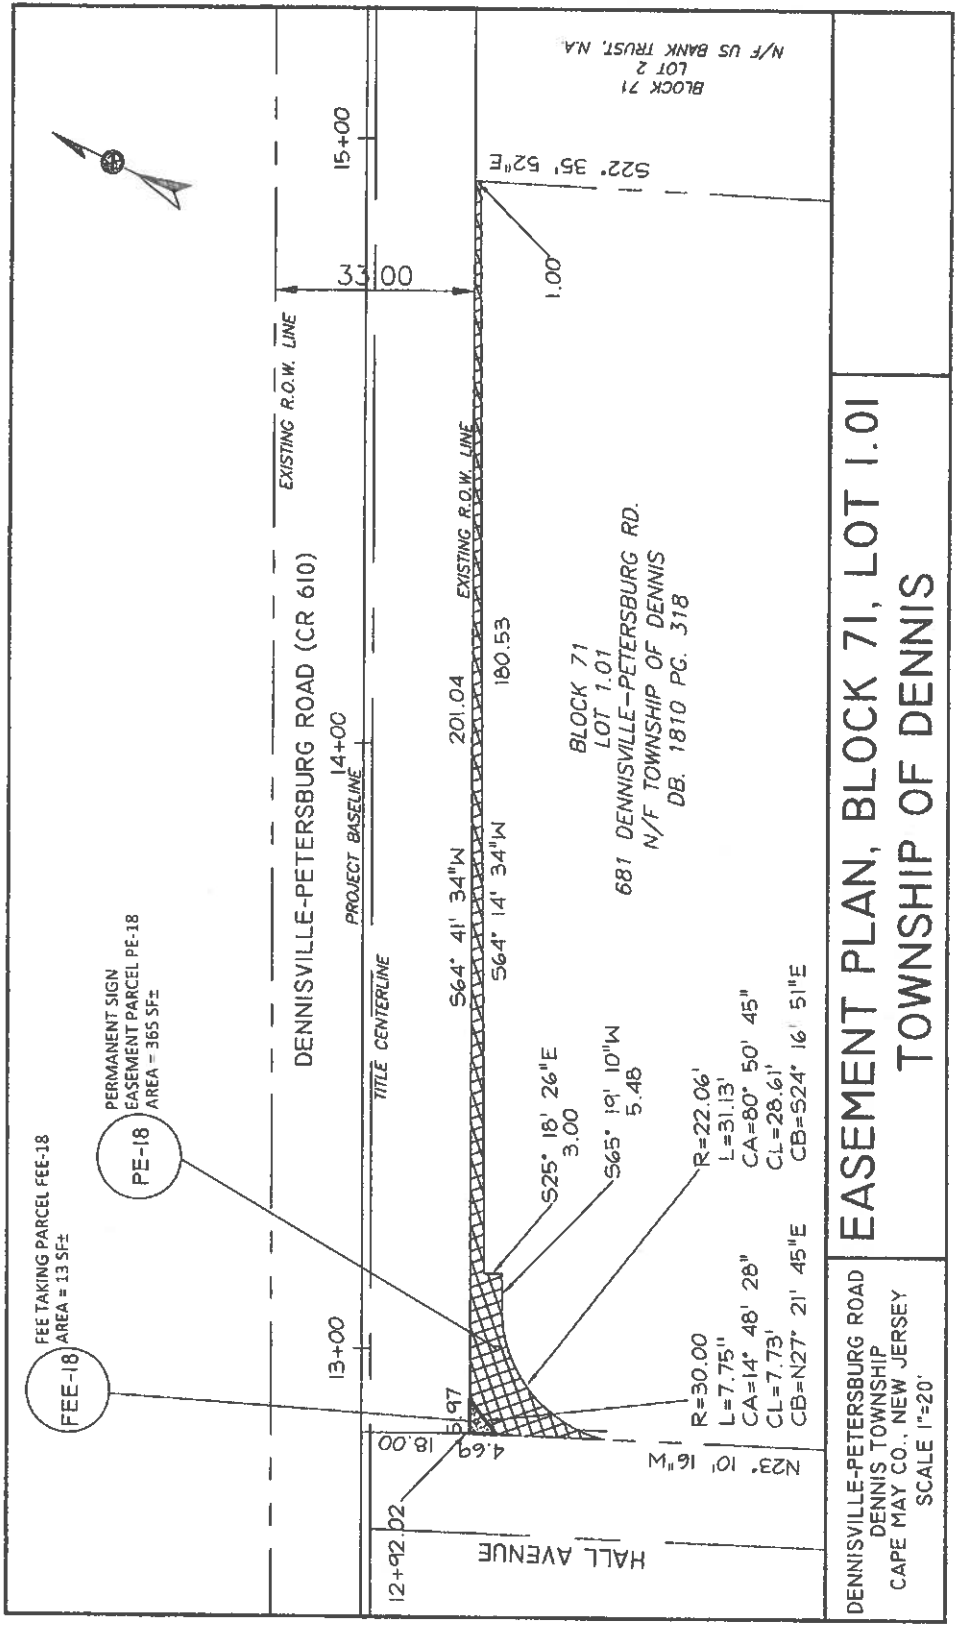 FEE TAKING PARCEL FEE-18
AREA = 13 SF±
FEE-18
PERMANENT SIGN
EASEMENT PARCEL PE-18
AREA = 365 SF±
PE-18
EXISTING R.O.W. LINE
DENNISVILLE-PETERSBURG ROAD (CR 610)
33.00
13+00
14+00
15+00
PROJECT BASELINE
TITLE CENTERLINE
12+92.02
18.00
5.97
4.69
S64° 41' 34"W
201.04
EXISTING R.O.W. LINE
S64° 14' 34"W
180.53
1.00
S22° 35' 52"E
BLOCK 71
LOT 2
N/F US BANK TRUST, NA
S25° 18' 26"E
3.00
S65° 19' 10"W
5.48
BLOCK 71
LOT 1.01
681 DENNISVILLE-PETERSBURG RD.
N/F TOWNSHIP OF DENNIS
DB. 1810 PG. 318
HALL AVENUE
N23° 10' 16"W
R=30.00
L=7.75"
CA=14° 48' 28"
CL=7.73'
CB=N27° 21' 45"E
R=22.06'
L=31.13'
CA=80° 50' 45"
CL=28.61'
CB=S24° 16' 51"E
DENNISVILLE-PETERSBURG ROAD
DENNIS TOWNSHIP
CAPE MAY CO., NEW JERSEY
SCALE 1"=20'
EASEMENT PLAN, BLOCK 71, LOT 1.01
TOWNSHIP OF DENNIS